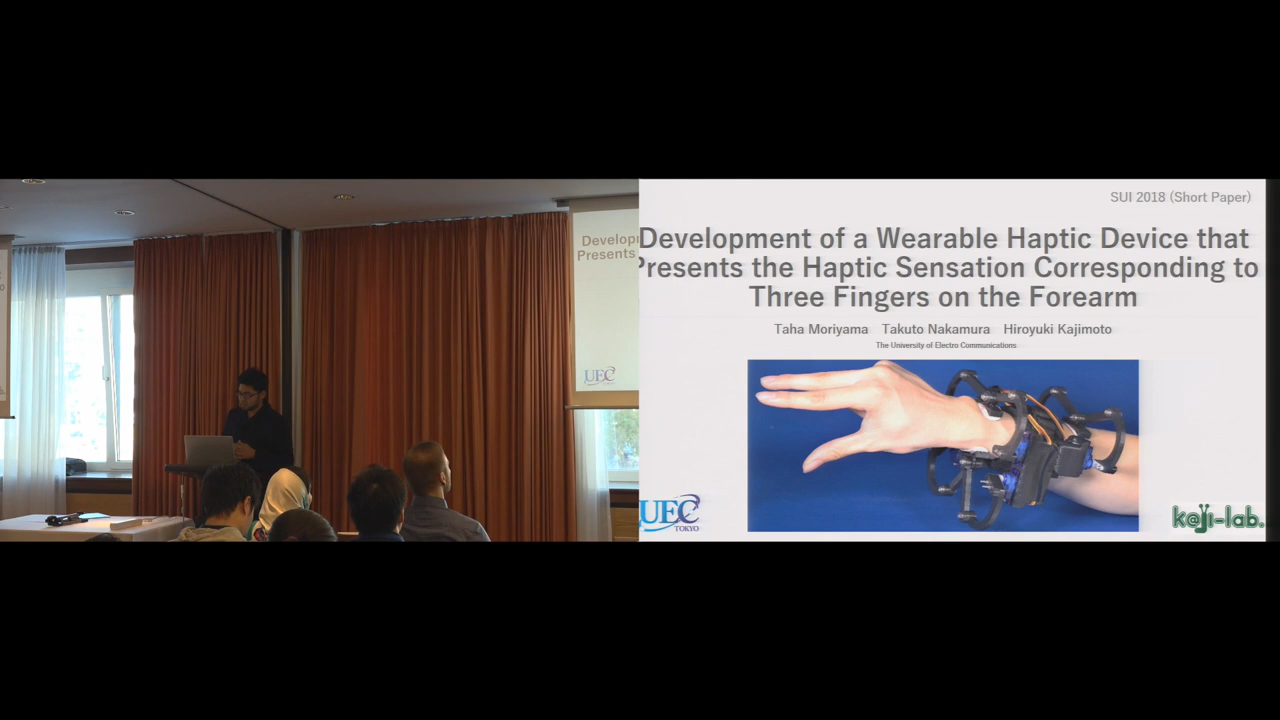 Develop
Presents
UEC
SUI 2018 (Short Paper)
Development of a Wearable Haptic Device that
Presents the Haptic Sensation Corresponding to
Three Fingers on the Forearm
Taha Moriyama Takuto Nakamura Hiroyuki Kajimoto
The University of Electro Communications
UEC
TOKYO
kaji-lab.